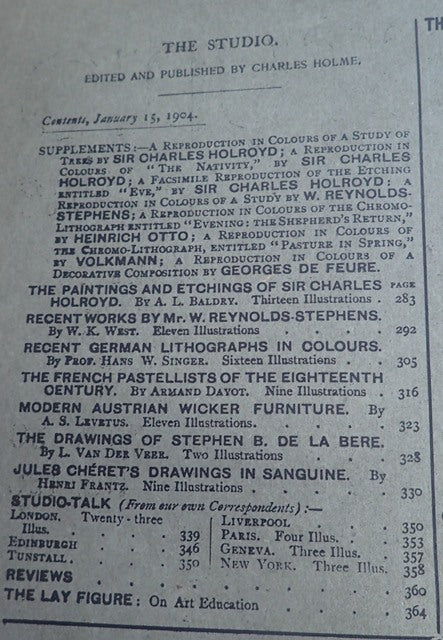 THE STUDIO.
EDITED AND PUBLISHED BY CHARLES HOLME.
Contents, January 15, 1904.
SUPPLEMENTS:—A REPRODUCTION IN COLOURS OF A STUDY OF
TREES BY SIR CHARLES HOLROYD; A REPRODUCTION IN
COLOURS OF "THE NATIVITY," BY SIR CHARLES
HOLROYD; A FACSIMILE REPRODUCTION OF THE ETCHING
ENTITLED "EVE," BY SIR CHARLES HOLROYD; A
REPRODUCTION IN COLOURS OF A STUDY BY W. REYNOLDS-
STEPHENS; A REPRODUCTION IN COLOURS OF THE CHROMO-
LITHOGRAPH ENTITLED "EVENING: THE SHEPHERD'S RETURN,"
BY HEINRICH OTTO; A REPRODUCTION IN COLOURS OF
THE CHROMO-LITHOGRAPH, ENTITLED "PASTURE IN SPRING,"
BY VOLKMANN; A REPRODUCTION IN COLOURS OF A
DECORATIVE COMPOSITION BY GEORGES DE FEURE.
THE PAINTINGS AND ETCHINGS OF SIR CHARLES PAGE
HOLROYD. By A. L. BALDRY. Thirteen Illustrations . 283
RECENT WORKS BY Mr. W. REYNOLDS-STEPHENS.
By W. K. WEST. Eleven Illustrations . . . . 292
RECENT GERMAN LITHOGRAPHS IN COLOURS.
By PROF. HANS W. SINGER. Sixteen Illustrations . . 305
THE FRENCH PASTELLISTS OF THE EIGHTEENTH
CENTURY. By ARMAND DAYOT. Nine Illustrations . 316
MODERN AUSTRIAN WICKER FURNITURE. By
A. S. LEVETUS. Eleven Illustrations. . . . . 323
THE DRAWINGS OF STEPHEN B. DE LA BERE.
By L. VAN DER VEER. Two Illustrations . . . 328
JULES CHÉRET'S DRAWINGS IN SANGUINE. By
HENRI FRANTZ. Nine Illustrations . . . . 330
STUDIO-TALK (From our own Correspondents):—
LONDON. Twenty-three
Illus. . . . 339
EDINBURGH . . 346
TUNSTALL. . . 350
LIVERPOOL . . . 350
PARIS. Four Illus. . 353
GENEVA. Three Illus. . 357
NEW YORK. Three Illus. 358
REVIEWS . . . . . . . 360
THE LAY FIGURE: On Art Education . . . . 364
TH